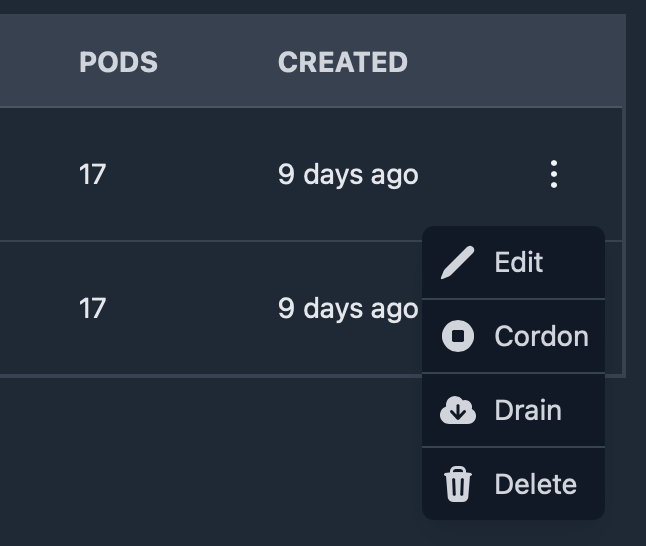 PODS CREATED
17 9 days ago
Edit
17 9 days ago
Cordon
Drain
Delete